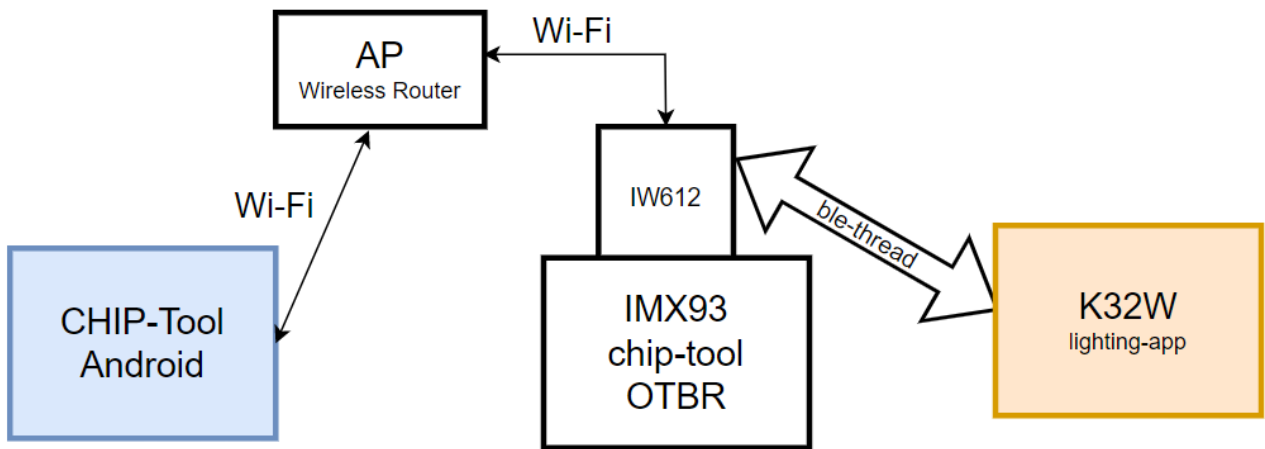 AP
Wireless Router
Wi-Fi
Wi-Fi
IW612
ble-thread
CHIP-Tool
Android
IMX93
chip-tool
OTBR
K32W
lighting-app